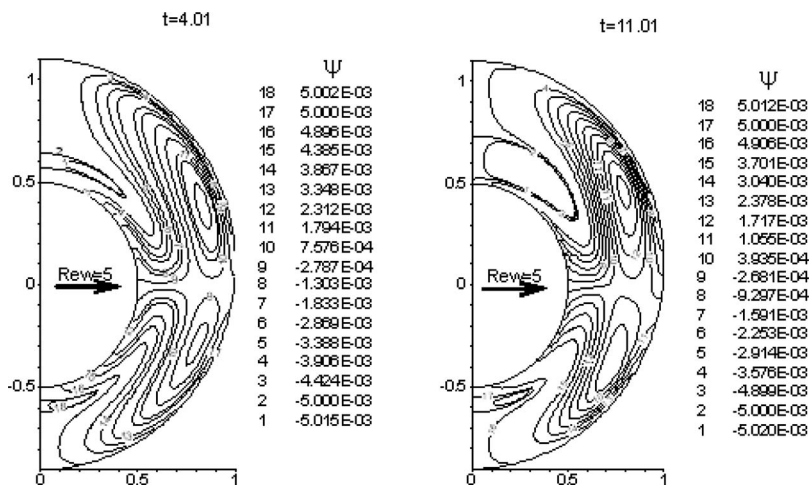 t=4.01
Ψ
18 5.002E-03
17 5.000E-03
16 4.896E-03
15 4.385E-03
14 3.867E-03
13 3.348E-03
12 2.312E-03
11 1.794E-03
10 7.576E-04
9 -2.787E-04
8 -1.303E-03
7 -1.833E-03
6 -2.869E-03
5 -3.388E-03
4 -3.906E-03
3 -4.424E-03
2 -5.000E-03
1 -5.015E-03
1
0.5
0
-0.5
Rew=5
0 0.5 1
t=11.01
Ψ
18 5.012E-03
17 5.000E-03
16 4.906E-03
15 3.701E-03
14 3.040E-03
13 2.378E-03
12 1.717E-03
11 1.055E-03
10 3.935E-04
9 -2.681E-04
8 -9.297E-04
7 -1.591E-03
6 -2.253E-03
5 -2.914E-03
4 -3.576E-03
3 -4.899E-03
2 -5.000E-03
1 -5.020E-03
1
0.5
0
-0.5
Rew=5
0 0.5 1